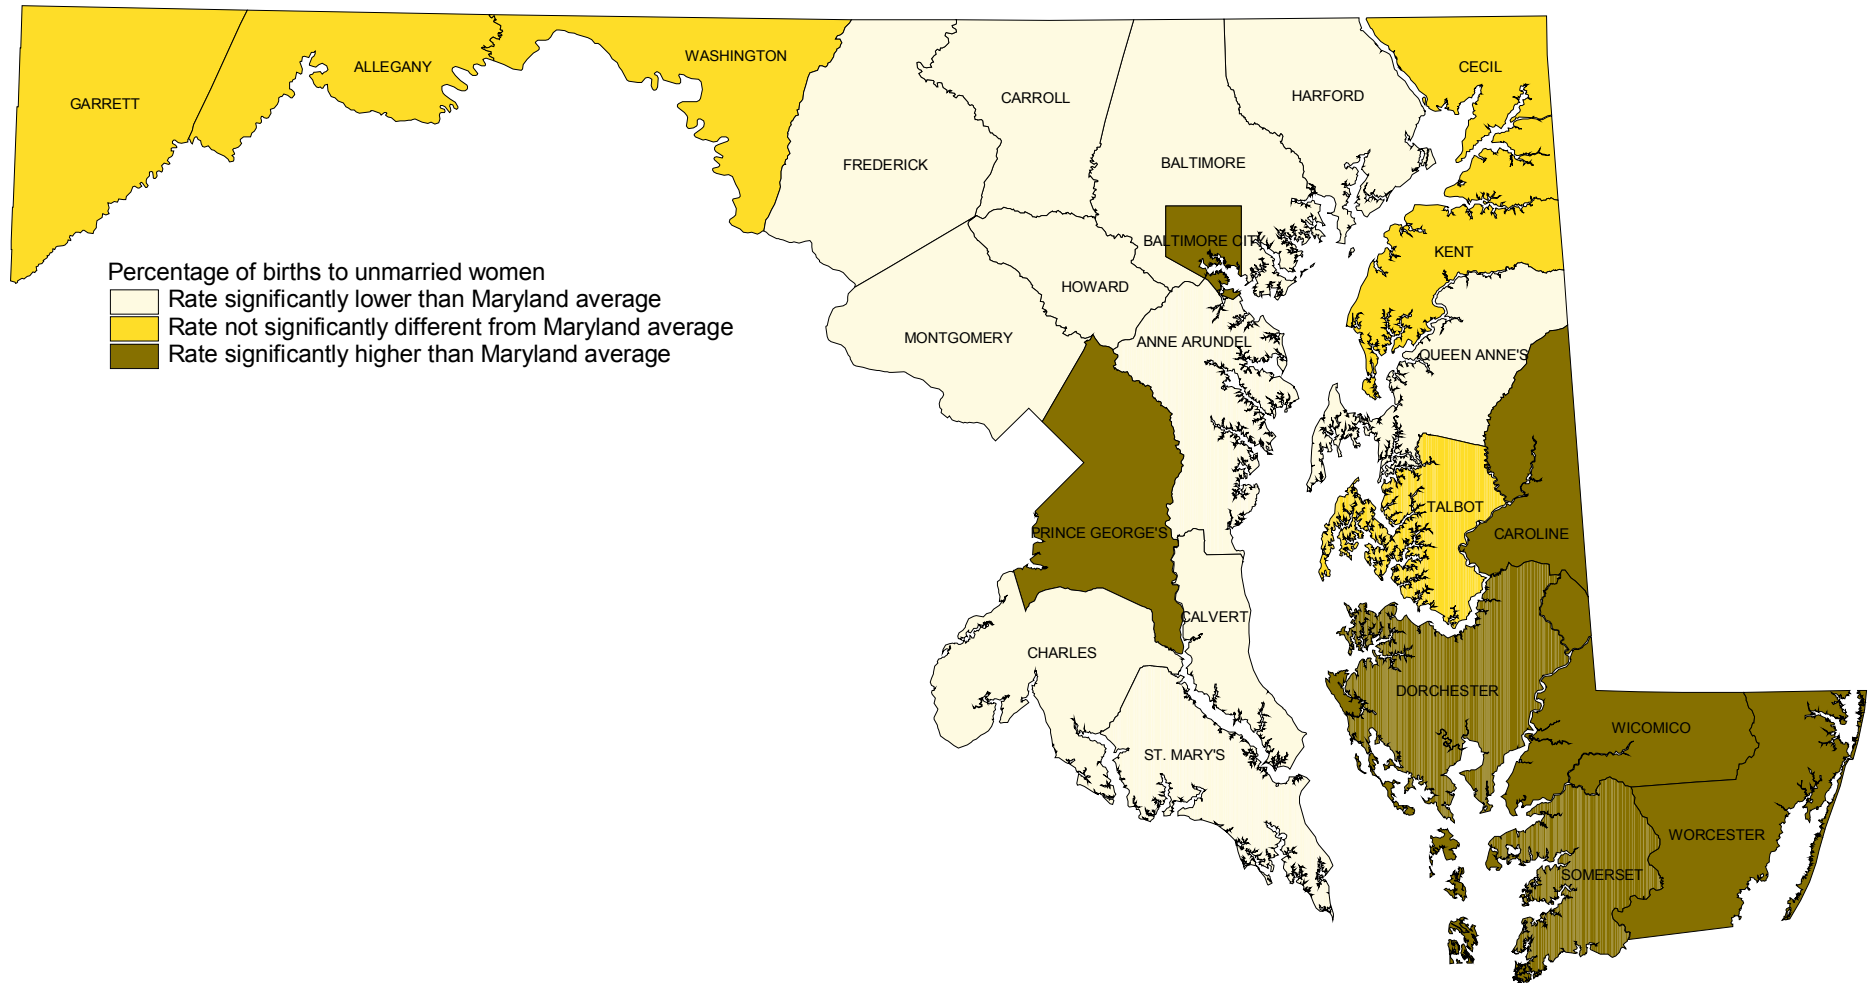 GARRETT
ALLEGANY
WASHINGTON
FREDERICK
CARROLL
BALTIMORE
HARFORD
CECIL
BALTIMORE CITY
KENT
Percentage of births to unmarried women
Rate significantly lower than Maryland average
Rate not significantly different from Maryland average
Rate significantly higher than Maryland average
HOWARD
MONTGOMERY
ANNE ARUNDEL
QUEEN ANNE'S
TALBOT
CAROLINE
PRINCE GEORGE'S
CALVERT
CHARLES
DORCHESTER
WICOMICO
ST. MARY'S
WORCESTER
SOMERSET